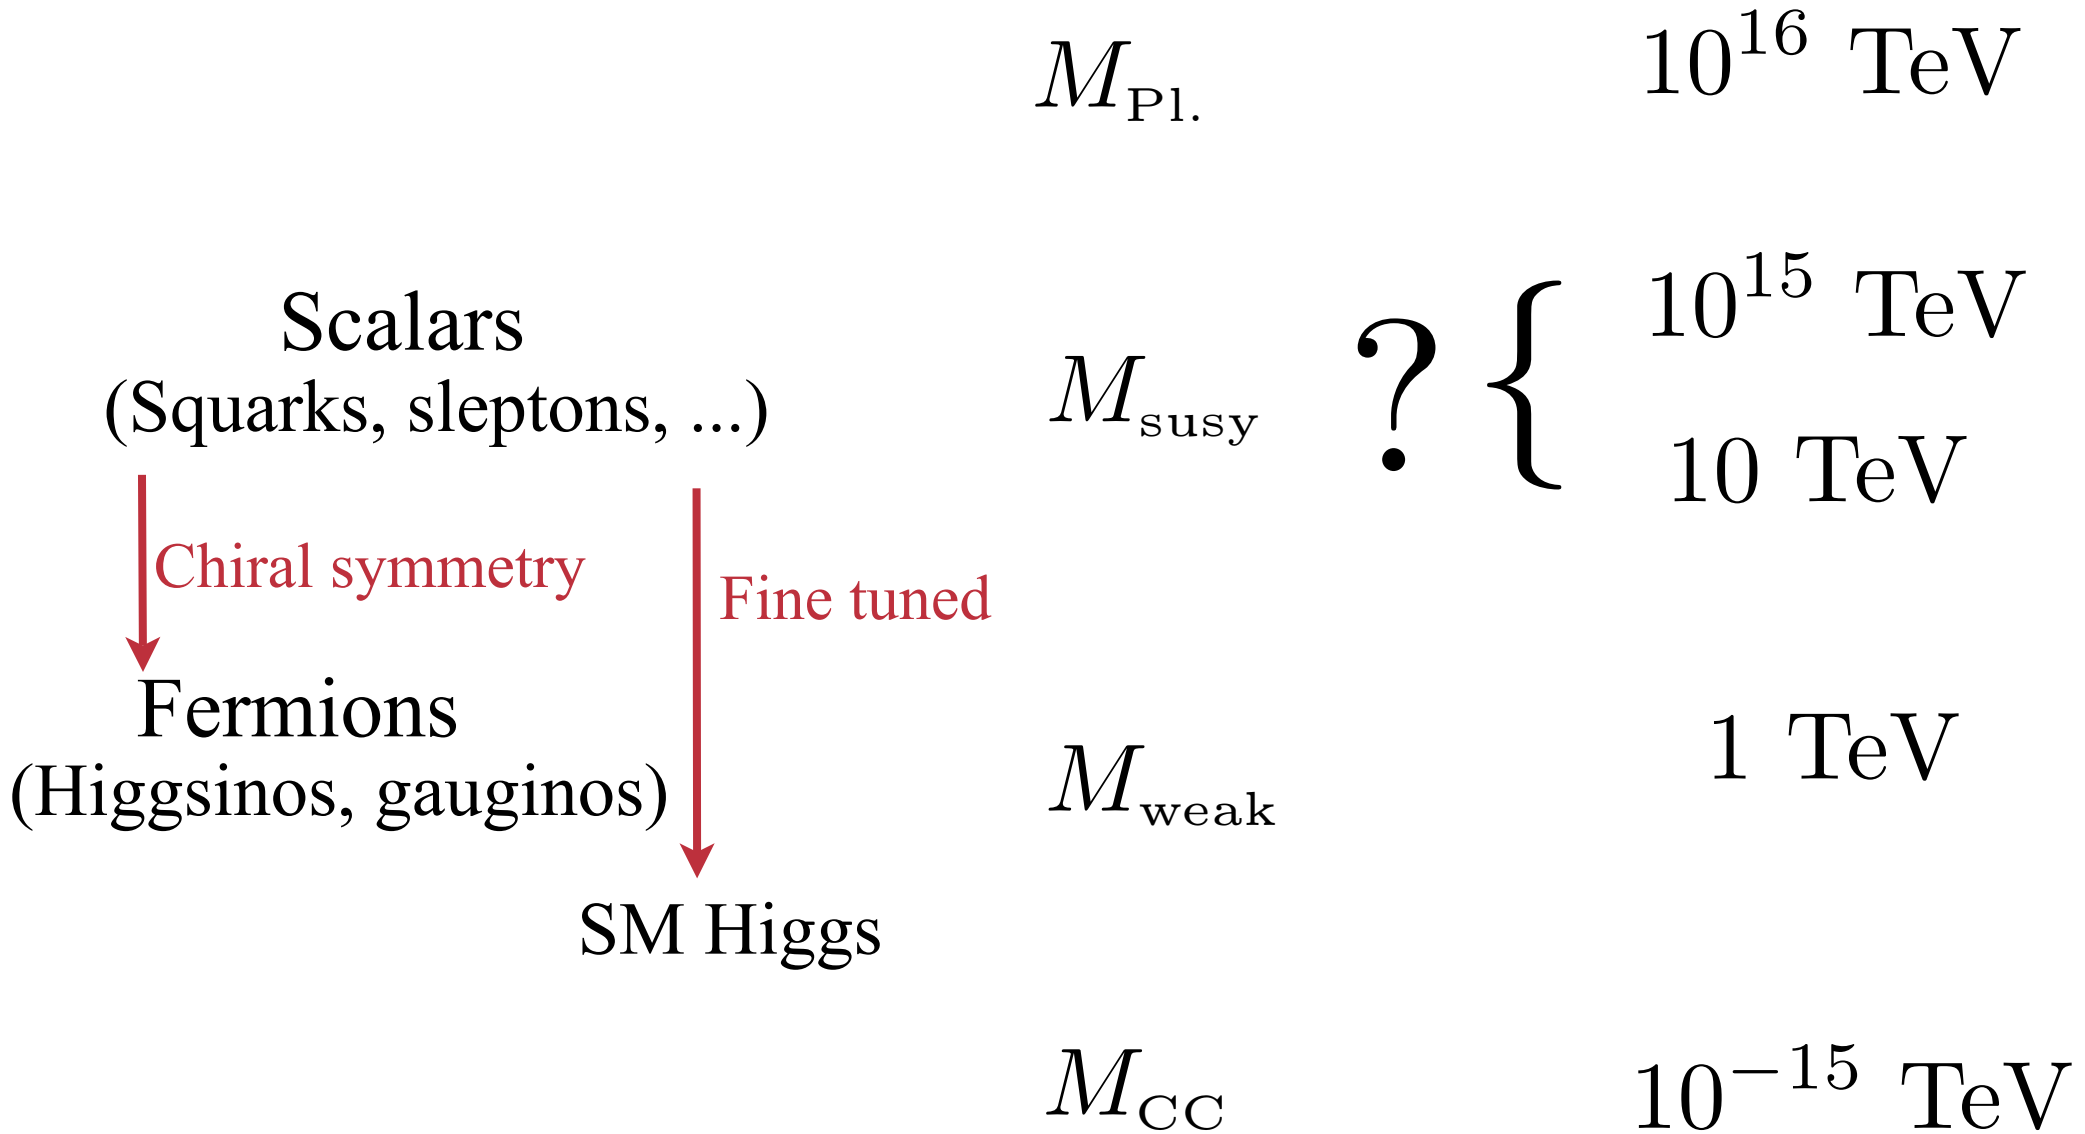 M_Pl. 10^16 TeV
Scalars
(Squarks, sleptons, ...)
M_susy ? { 10^15 TeV
10 TeV
Chiral symmetry
Fine tuned
Fermions
(Higgsinos, gauginos)
M_weak 1 TeV
SM Higgs
M_CC 10^−15 TeV